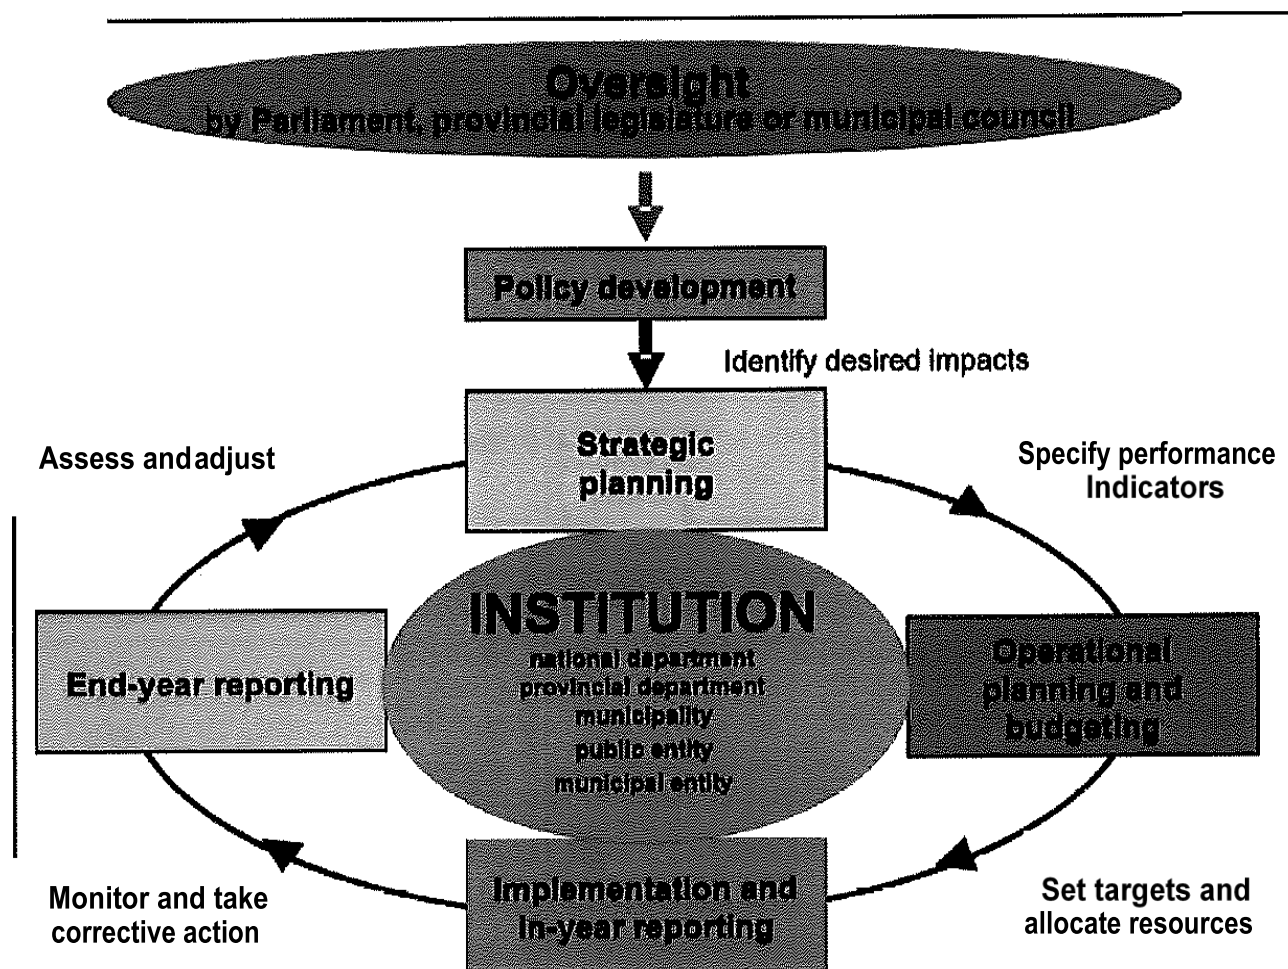 Oversight
by Parliament, provincial legislature or municipal council
Policy development
Identify desired impacts
Strategic
planning
Assess and adjust
Specify performance
Indicators
INSTITUTION
national department
provincial department
municipality
public entity
municipal entity
End-year reporting
Operational
planning and
budgeting
Implementation and
in-year reporting
Monitor and take
corrective action
Set targets and
allocate resources